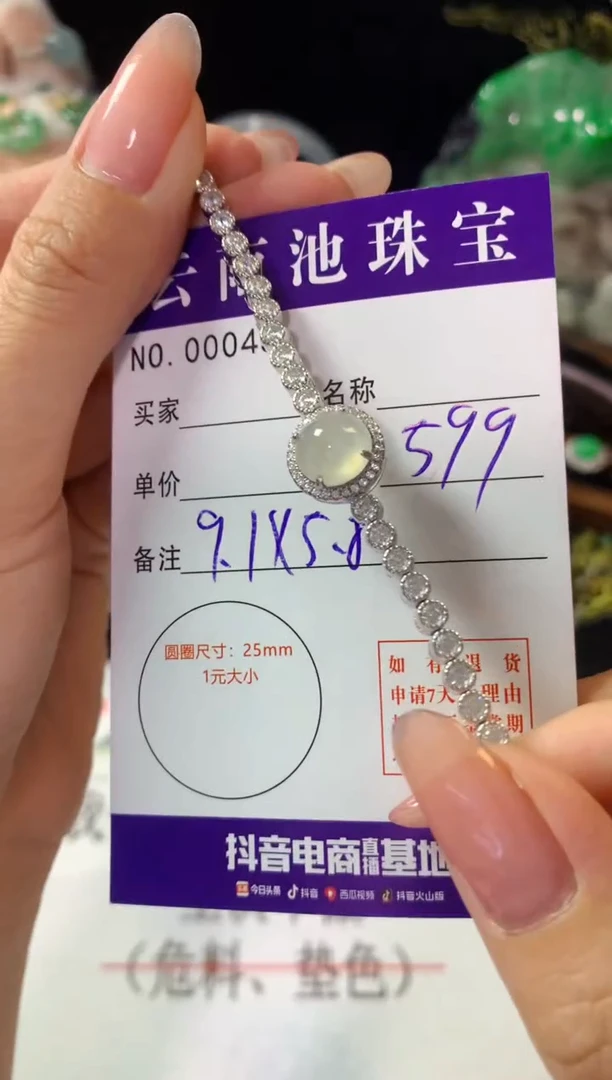 云 池珠宝
NO. 0004
买家
名称
599
单价
9.1X5.8
备注
圆圈尺寸：25mm
1元大小
如有退货
申请7天 理由
期
抖音电商直播基地
今日头条 抖音 西瓜视频 抖音火山版
（危料、垫色）